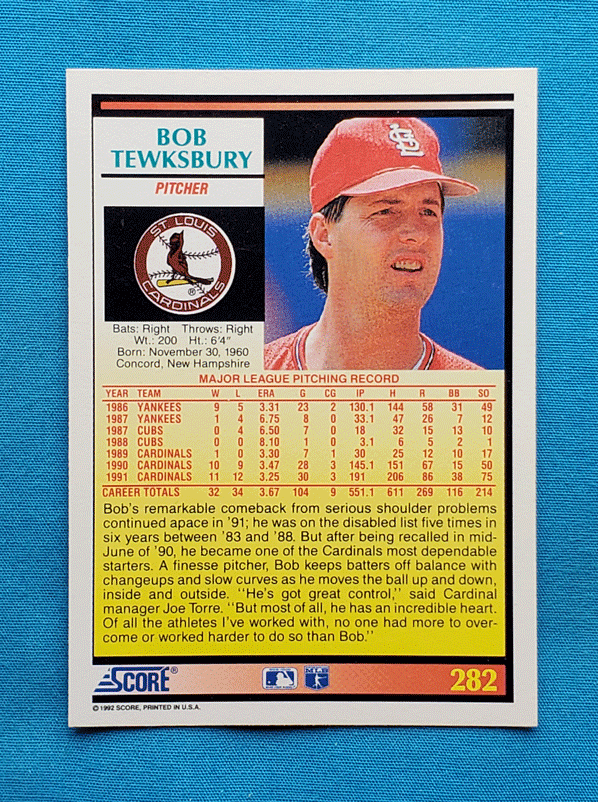 BOB
TEWKSBURY
PITCHER
StL
ST LOUIS
CARDINALS
®
Bats: Right Throws: Right
Wt.: 200 Ht.: 6'4"
Born: November 30, 1960
Concord, New Hampshire
MAJOR LEAGUE PITCHING RECORD
YEAR TEAM W L ERA G CG IP H R BB SO
1986 YANKEES 9 5 3.31 23 2 130.1 144 58 31 49
1987 YANKEES 1 4 6.75 8 0 33.1 47 26 7 12
1987 CUBS 0 4 6.50 7 0 18 32 15 13 10
1988 CUBS 0 0 8.10 1 0 3.1 6 5 2 1
1989 CARDINALS 1 0 3.30 7 1 30 25 12 10 17
1990 CARDINALS 10 9 3.47 28 3 145.1 151 67 15 50
1991 CARDINALS 11 12 3.25 30 3 191 206 86 38 75
CAREER TOTALS 32 34 3.67 104 9 551.1 611 269 116 214
Bob's remarkable comeback from serious shoulder problems
continued apace in '91; he was on the disabled list five times in
six years between '83 and '88. But after being recalled in mid-
June of '90, he became one of the Cardinals most dependable
starters. A finesse pitcher, Bob keeps batters off balance with
changeups and slow curves as he moves the ball up and down,
inside and outside. "He's got great control," said Cardinal
manager Joe Torre. "But most of all, he has an incredible heart.
Of all the athletes I've worked with, no one had more to over-
come or worked harder to do so than Bob."
SCORE® MLB 282
© 1992 SCORE, PRINTED IN U.S.A.